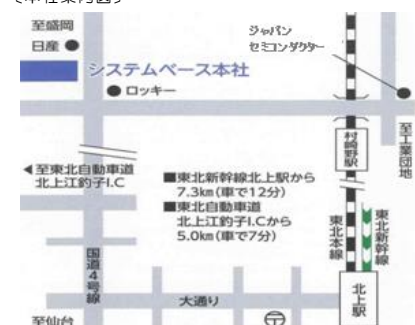 ＜本社案内図＞
至盛岡
日産
ジャパン
セミコンダクター
システムベース本社
ロッキー
村崎野駅
至工業団地
◀至東北自動車道
北上江釣子I.C
■東北新幹線北上駅から
7.3km(車で12分)
■東北自動車道
北上江釣子I.Cから
5.0km(車で7分)
東北本線
東北新幹線
国道4号線
大通り
北上駅
至仙台
〒